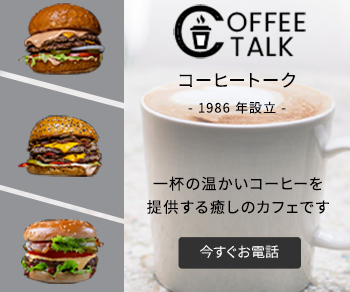 COFFEE
TALK
コーヒートーク
- 1986 年設立 -
一杯の温かいコーヒーを
提供する癒しのカフェです
今すぐお電話